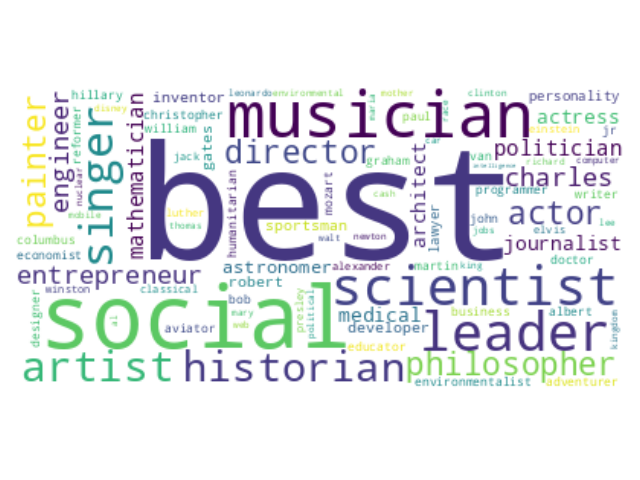 hillary
disney
inventor
leonardo
environmental
maria
mother
race
clinton
personality
painter
engineer
reformer
nuclear
singer
mathematician
christopher
william
gates
jack
musician
paul
car
einstein
actress
jr
director
graham
van
politician
richard
computer
intelligence
best
humanitarian
mozart
cash
architect
lawyer
programmer
charles
writer
mobile
luther
thomas
sportsman
walt
newton
john
jobs
elvis
actor
lee
columbus
economist
journalist
doctor
astronomer
alexander
martin
king
entrepreneur
robert
scientist
winston
classical
bob
mary
web
presley
political
medical
business
albert
kingdom
designer
social
ai
aviator
developer
leader
educator
artist
historian
philosopher
environmentalist
adventurer